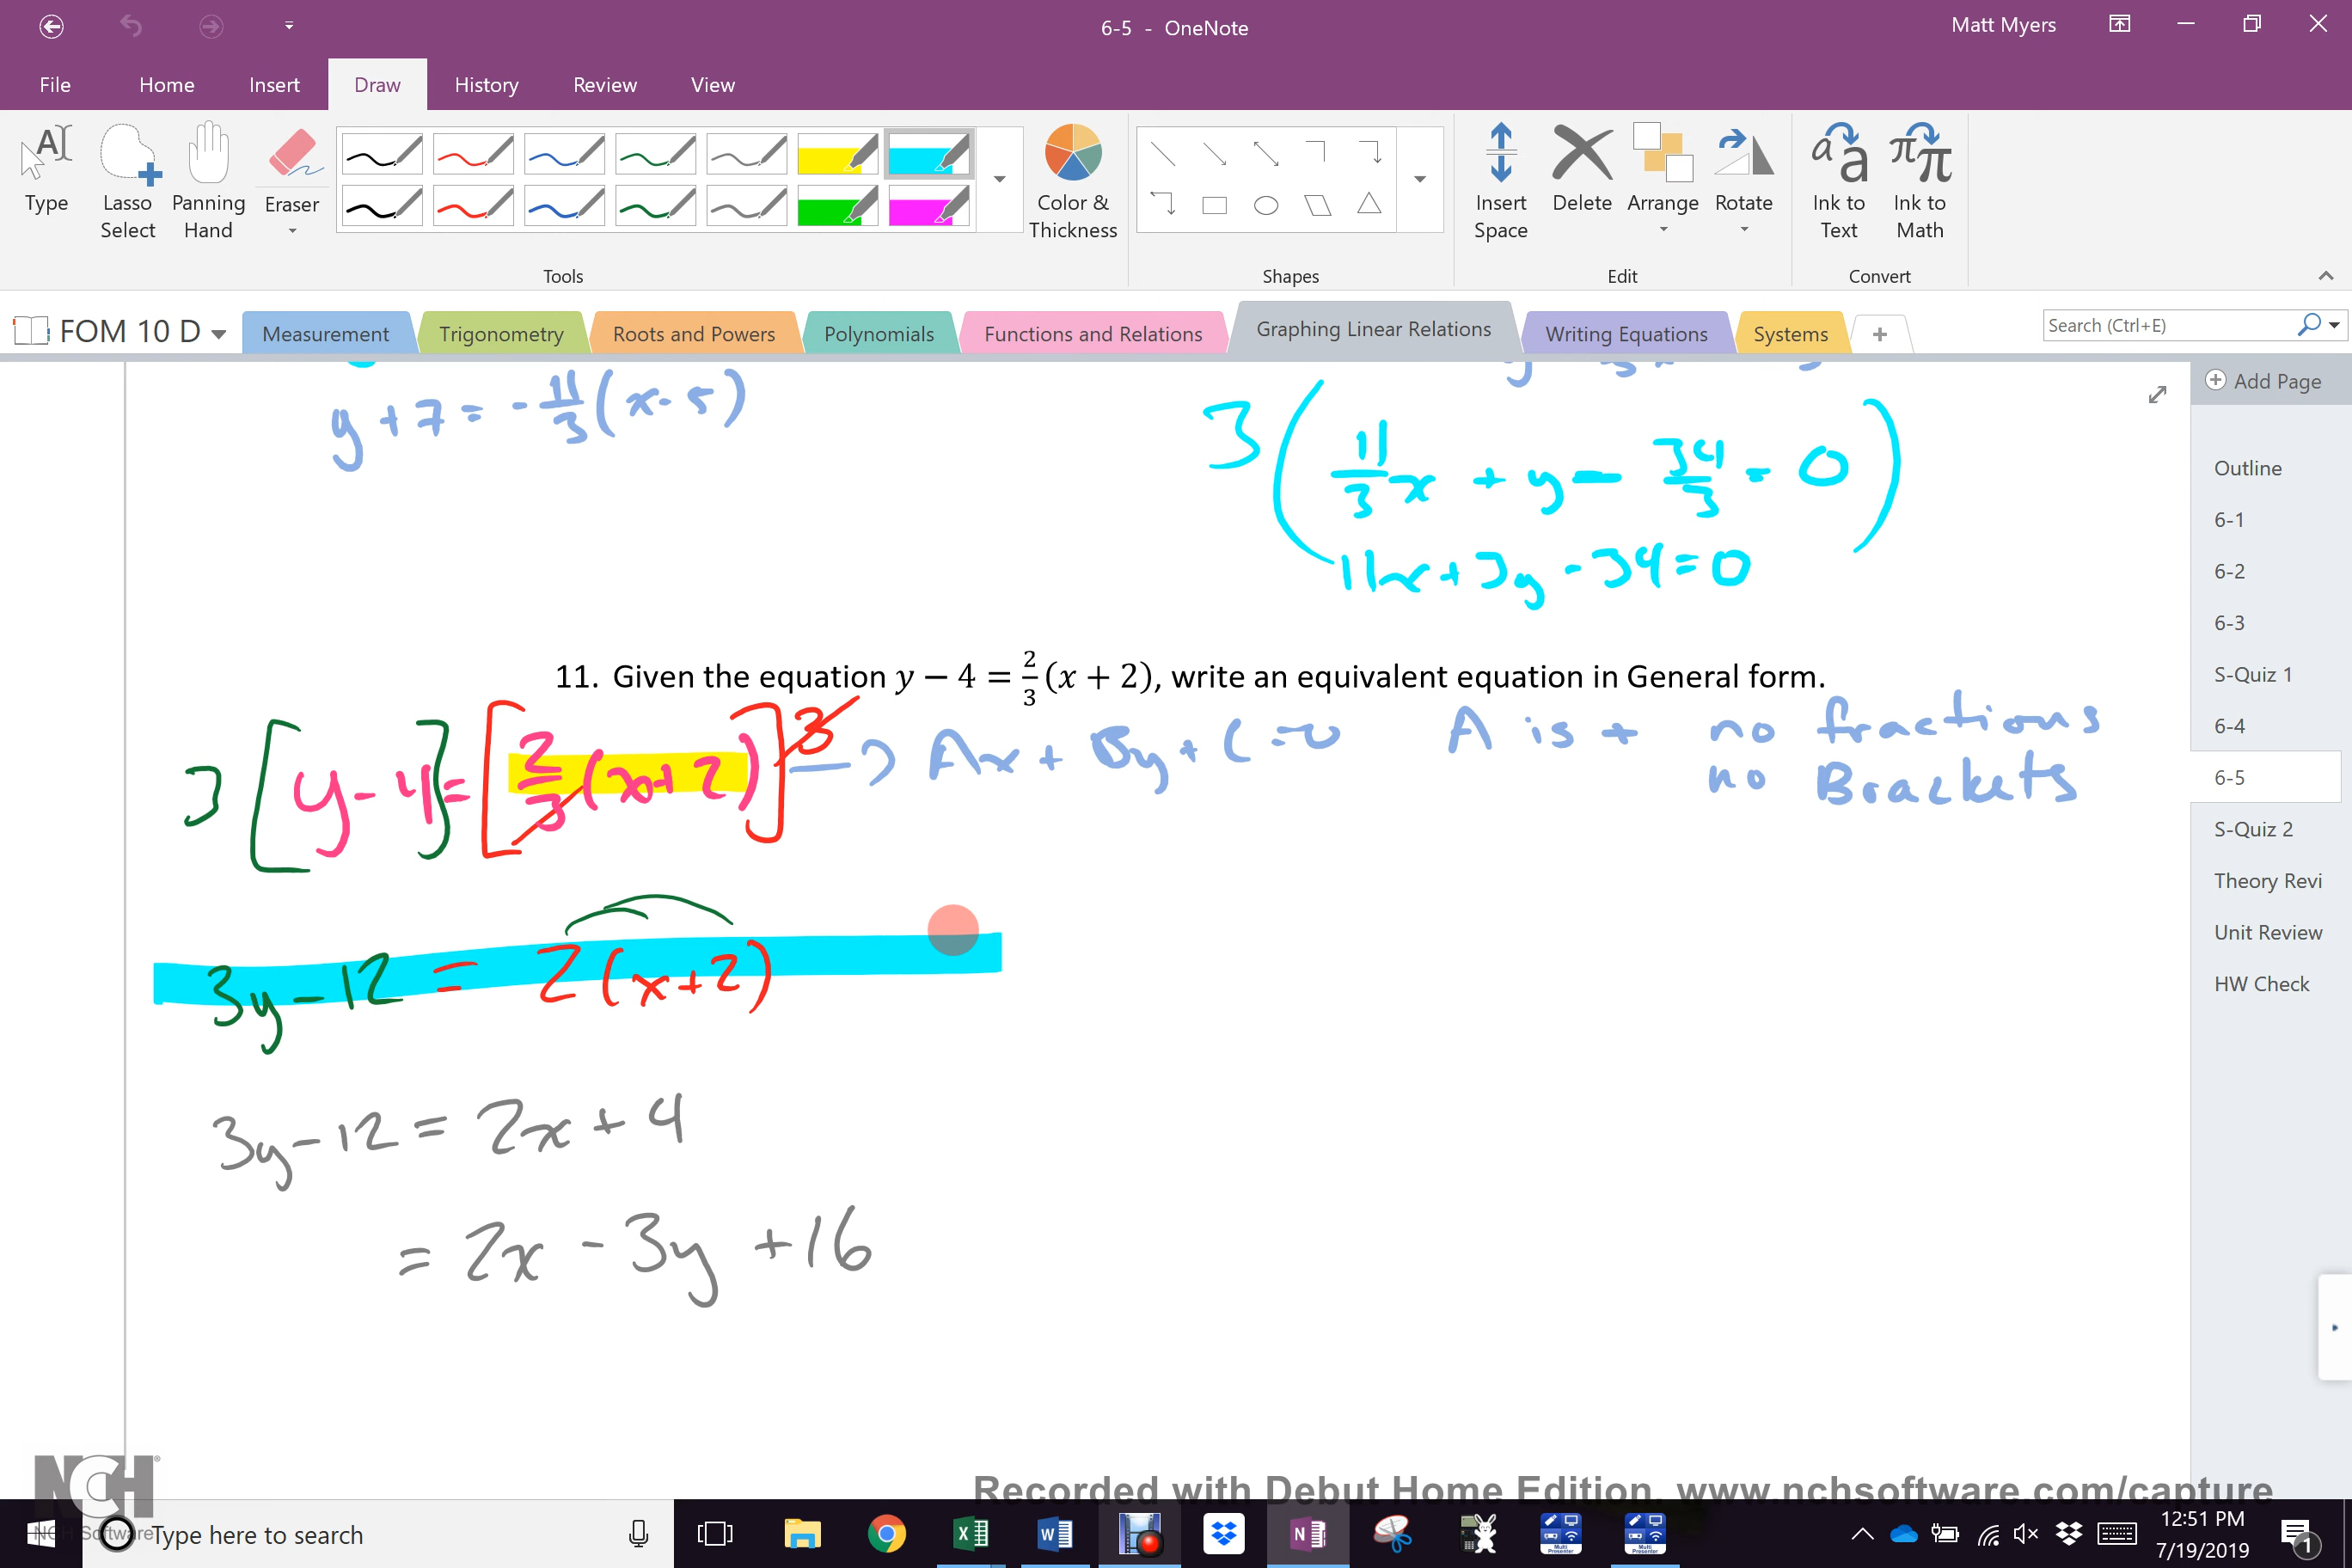 6-5 - OneNote
Matt Myers
File Home Insert Draw History Review View
Type
Lasso Select
Panning Hand
Eraser
Color & Thickness
Insert Space
Delete
Arrange
Rotate
Ink to Text
Ink to Math
Tools
Shapes
Edit
Convert
FOM 10 D
Measurement
Trigonometry
Roots and Powers
Polynomials
Functions and Relations
Graphing Linear Relations
Writing Equations
Systems
+
Search (Ctrl+E)
Add Page
Outline
6-1
6-2
6-3
S-Quiz 1
6-4
6-5
S-Quiz 2
Theory Revi
Unit Review
HW Check
y + 7 = - 11/3 (x - 5)
3 ( 11/3 x + y - 34/3 = 0 )
11x + 3y - 34 = 0
11. Given the equation y − 4 = 2/3 (x + 2), write an equivalent equation in General form.
3 [ y - 4 ] = [ 2/3 (x+2) ] 3 → Ax + By + C = 0 A is + no fractions
no Brackets
3y - 12 = 2 (x+2)
3y - 12 = 2x + 4
= 2x - 3y + 16
NCH®
NCH Software
Recorded with Debut Home Edition. www.nchsoftware.com/capture
Type here to search
12:51 PM
7/19/2019
1